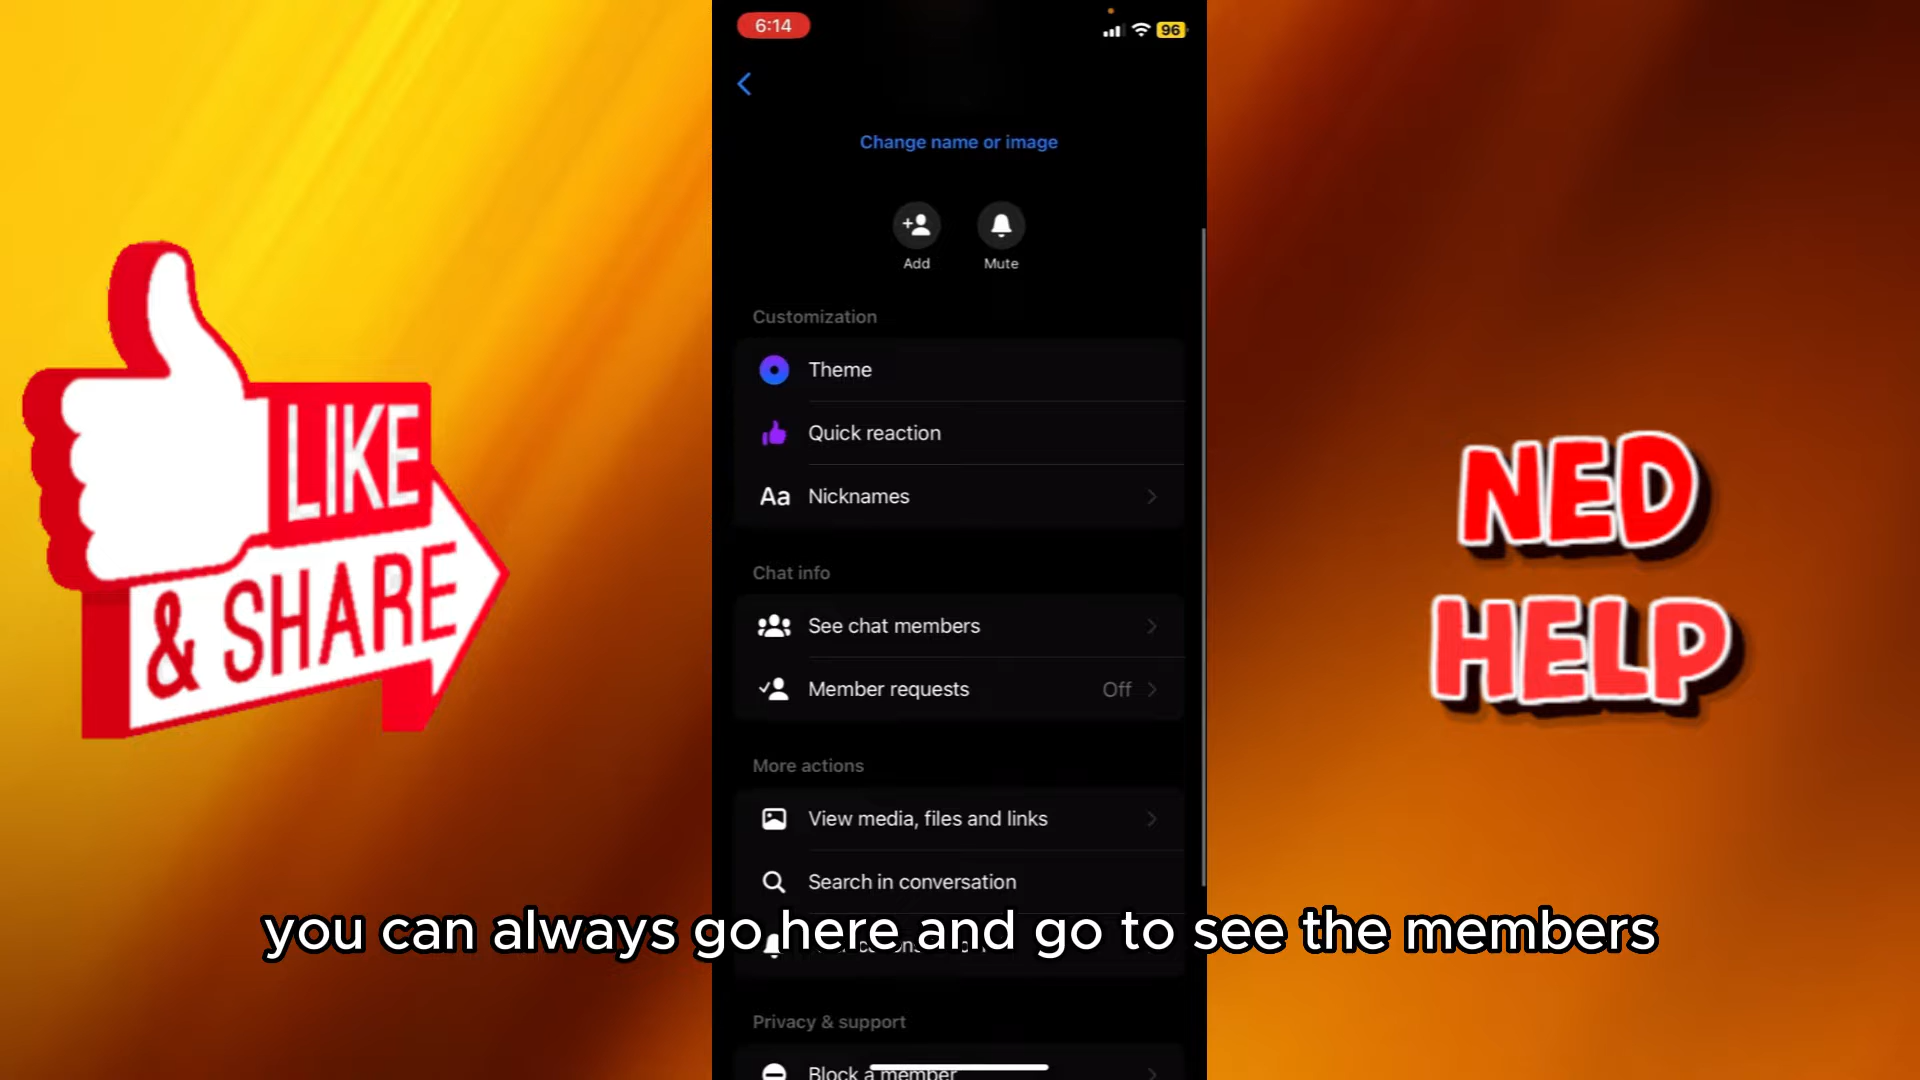 6:14
96
Change name or image
Add
Mute
Customization
Theme
Quick reaction
Aa Nicknames
Chat info
See chat members
Member requests Off
More actions
View media, files and links
Search in conversation
you can always go here and go to see the members
Privacy & support
Block a member
LIKE
& SHARE
NED
HELP